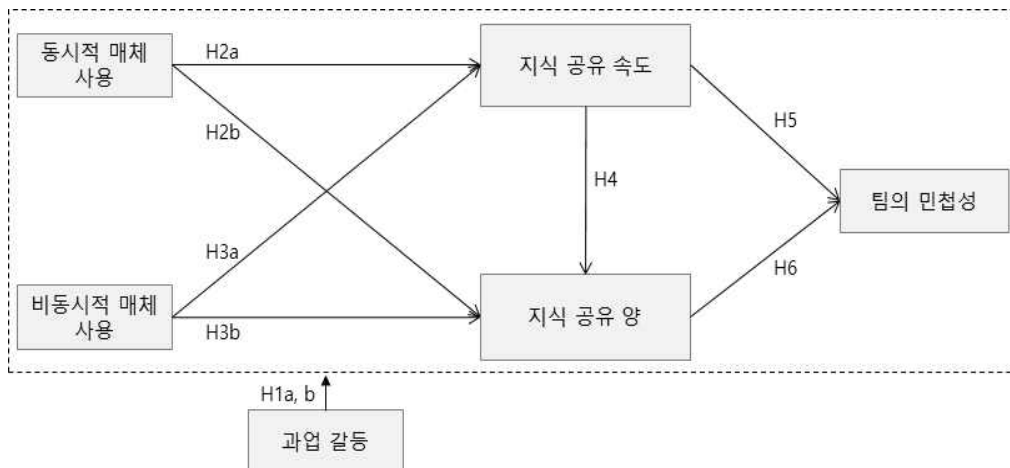 동시적 매체
사용
H2a
지식 공유 속도
H2b
H5
H4
팀의 민첩성
H3a
H6
비동시적 매체
사용
H3b
지식 공유 양
H1a, b
과업 갈등